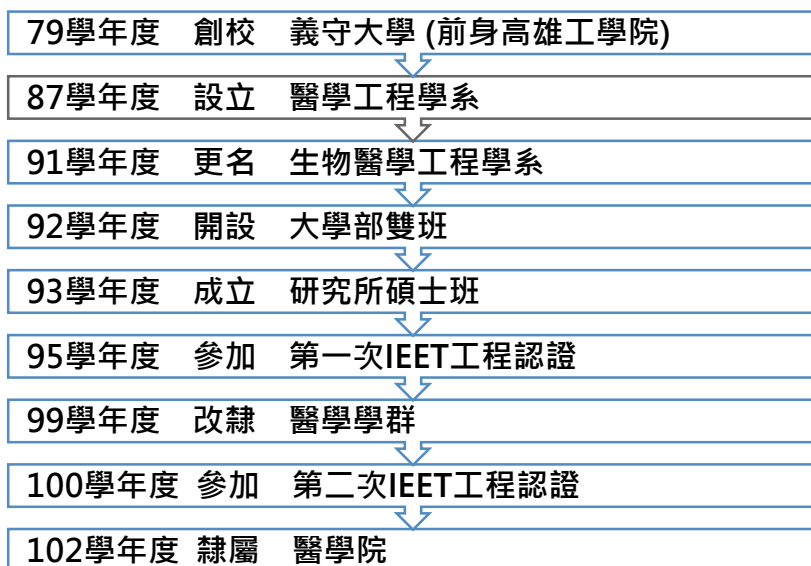 79學年度 創校 義守大學 (前身高雄工學院)
87學年度 設立 醫學工程學系
91學年度 更名 生物醫學工程學系
92學年度 開設 大學部雙班
93學年度 成立 研究所碩士班
95學年度 參加 第一次IEET工程認證
99學年度 改隸 醫學學群
100學年度 參加 第二次IEET工程認證
102學年度 隸屬 醫學院